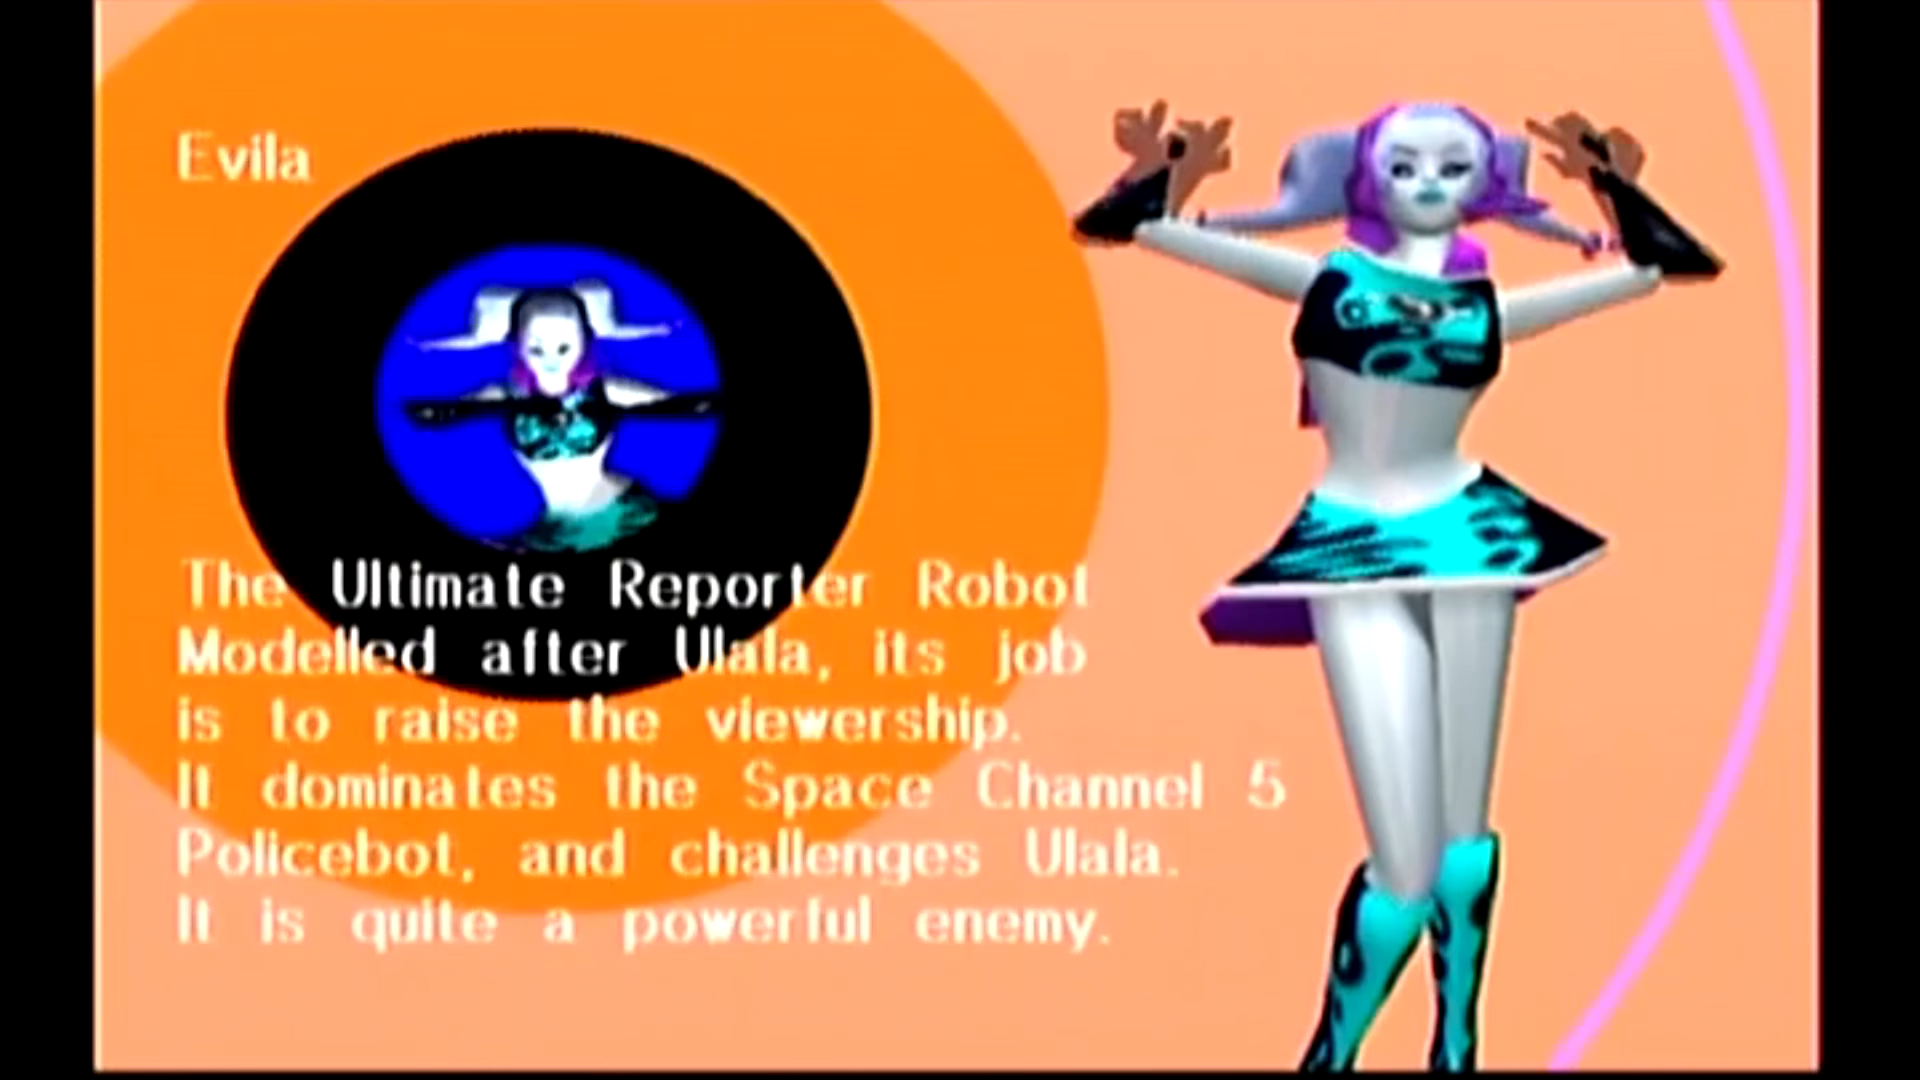 Evila
The Ultimate Reporter Robot
Modelled after Ulala, its job
is to raise the viewership.
It dominates the Space Channel 5
Policebot, and challenges Ulala.
It is quite a powerful enemy.